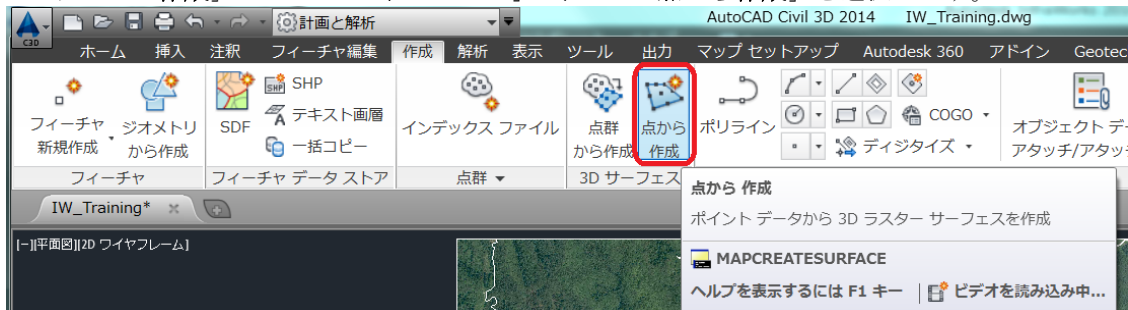 計画と解析
AutoCAD Civil 3D 2014 IW_Training.dwg
C3D
ホーム 挿入 注釈 フィーチャ編集 作成 解析 表示 ツール 出力 マップ セットアップ Autodesk 360 アドイン Geotec
フィーチャ
新規作成
ジオメトリ
から作成
SDF
SHP
テキスト画層
一括コピー
インデックス ファイル
点群
から作成
点から
作成
ポリライン
COGO
ディジタイズ
オブジェクト デー
アタッチ/アタッチ
フィーチャ
フィーチャ データ ストア
点群
3D サーフェス
IW_Training*
点から 作成
ポイント データから 3D ラスター サーフェスを作成
MAPCREATESURFACE
ヘルプを表示するには F1 キー
ビデオを読み込み中...
[-][平面図][2D ワイヤフレーム]